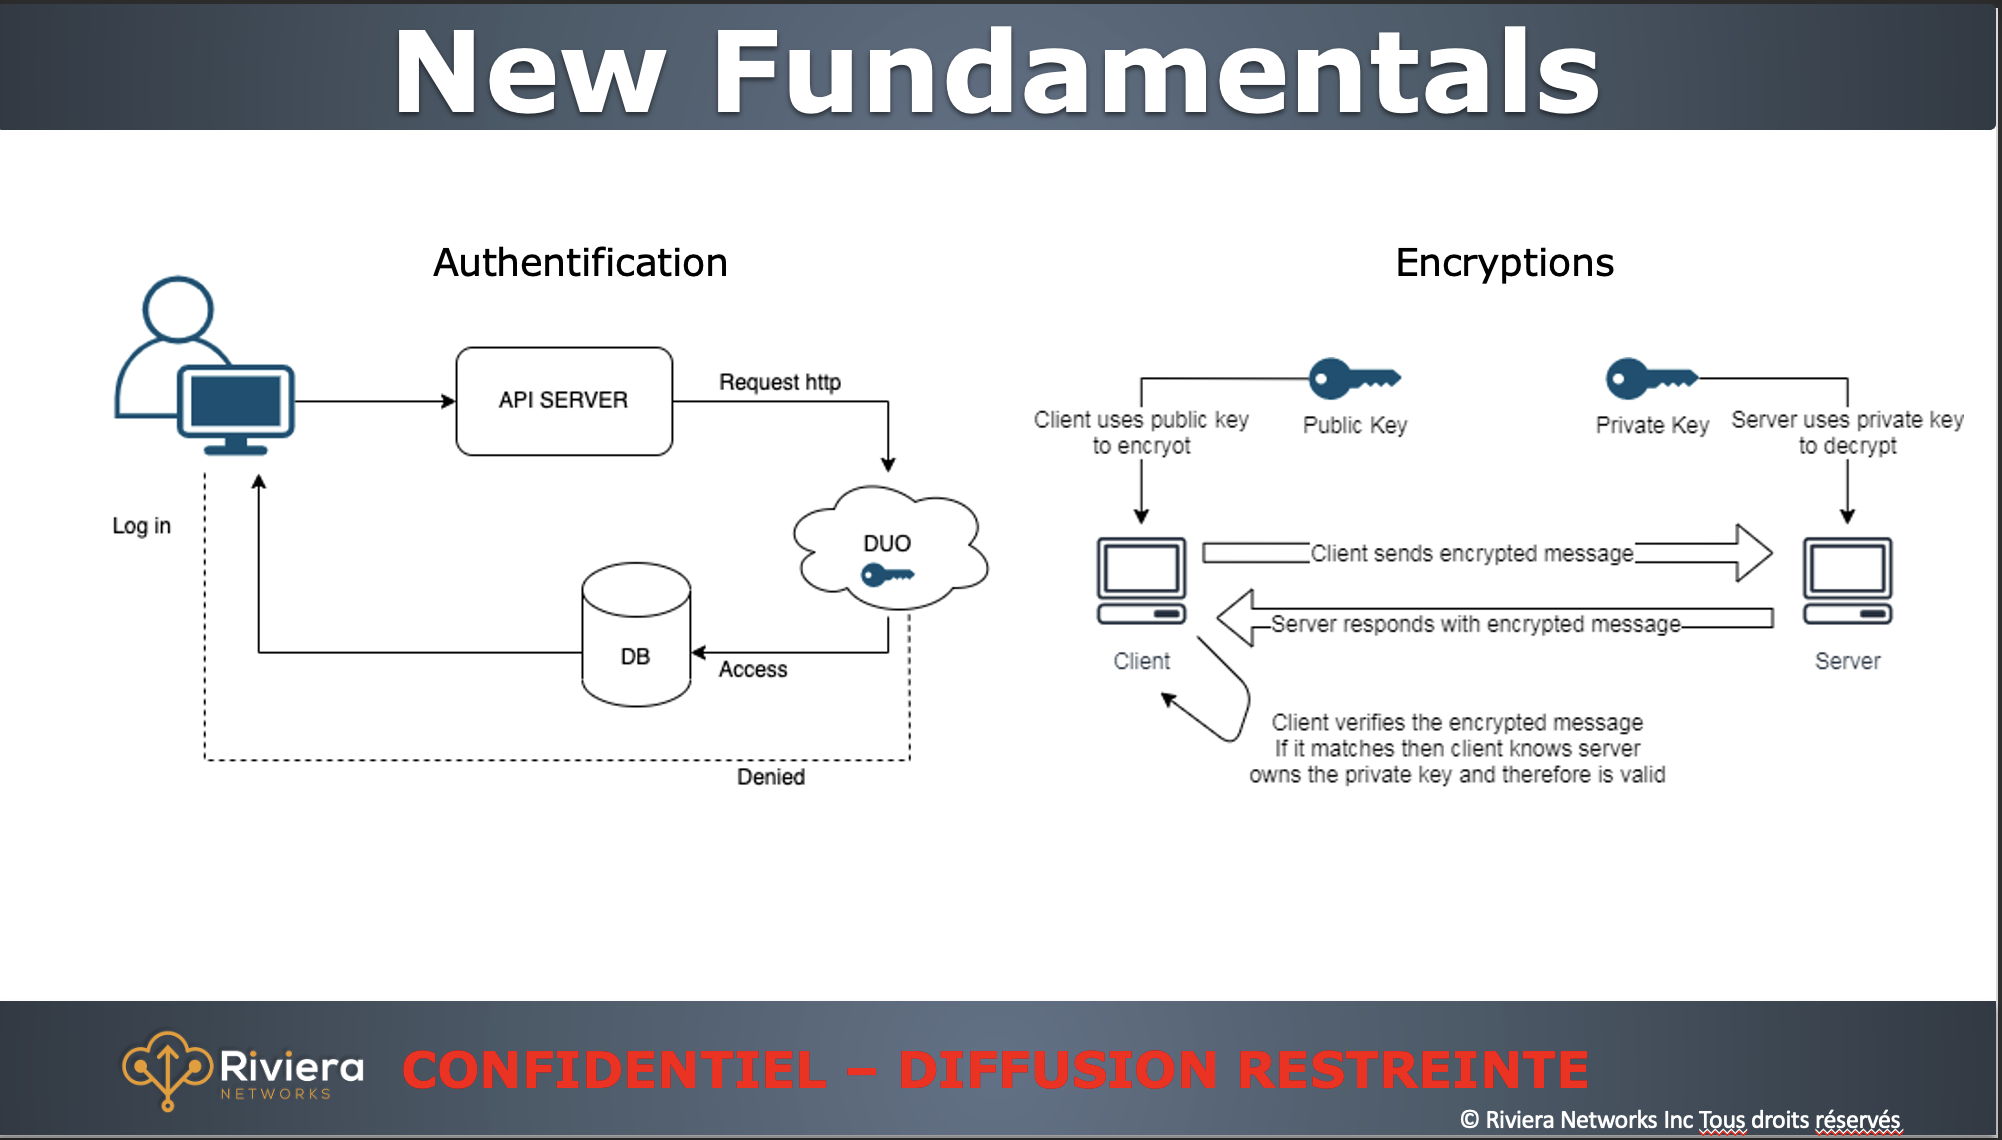 New Fundamentals
Authentification
API SERVER
Request http
Log in
DUO
DB
Access
Denied
Encryptions
Public Key
Private Key
Client uses public key
to encryot
Server uses private key
to decrypt
Client sends encrypted message
Server responds with encrypted message
Client
Server
Client verifies the encrypted message
If it matches then client knows server
owns the private key and therefore is valid
Riviera
NETWORKS
CONFIDENTIEL – DIFFUSION RESTREINTE
© Riviera Networks Inc Tous droits réservés